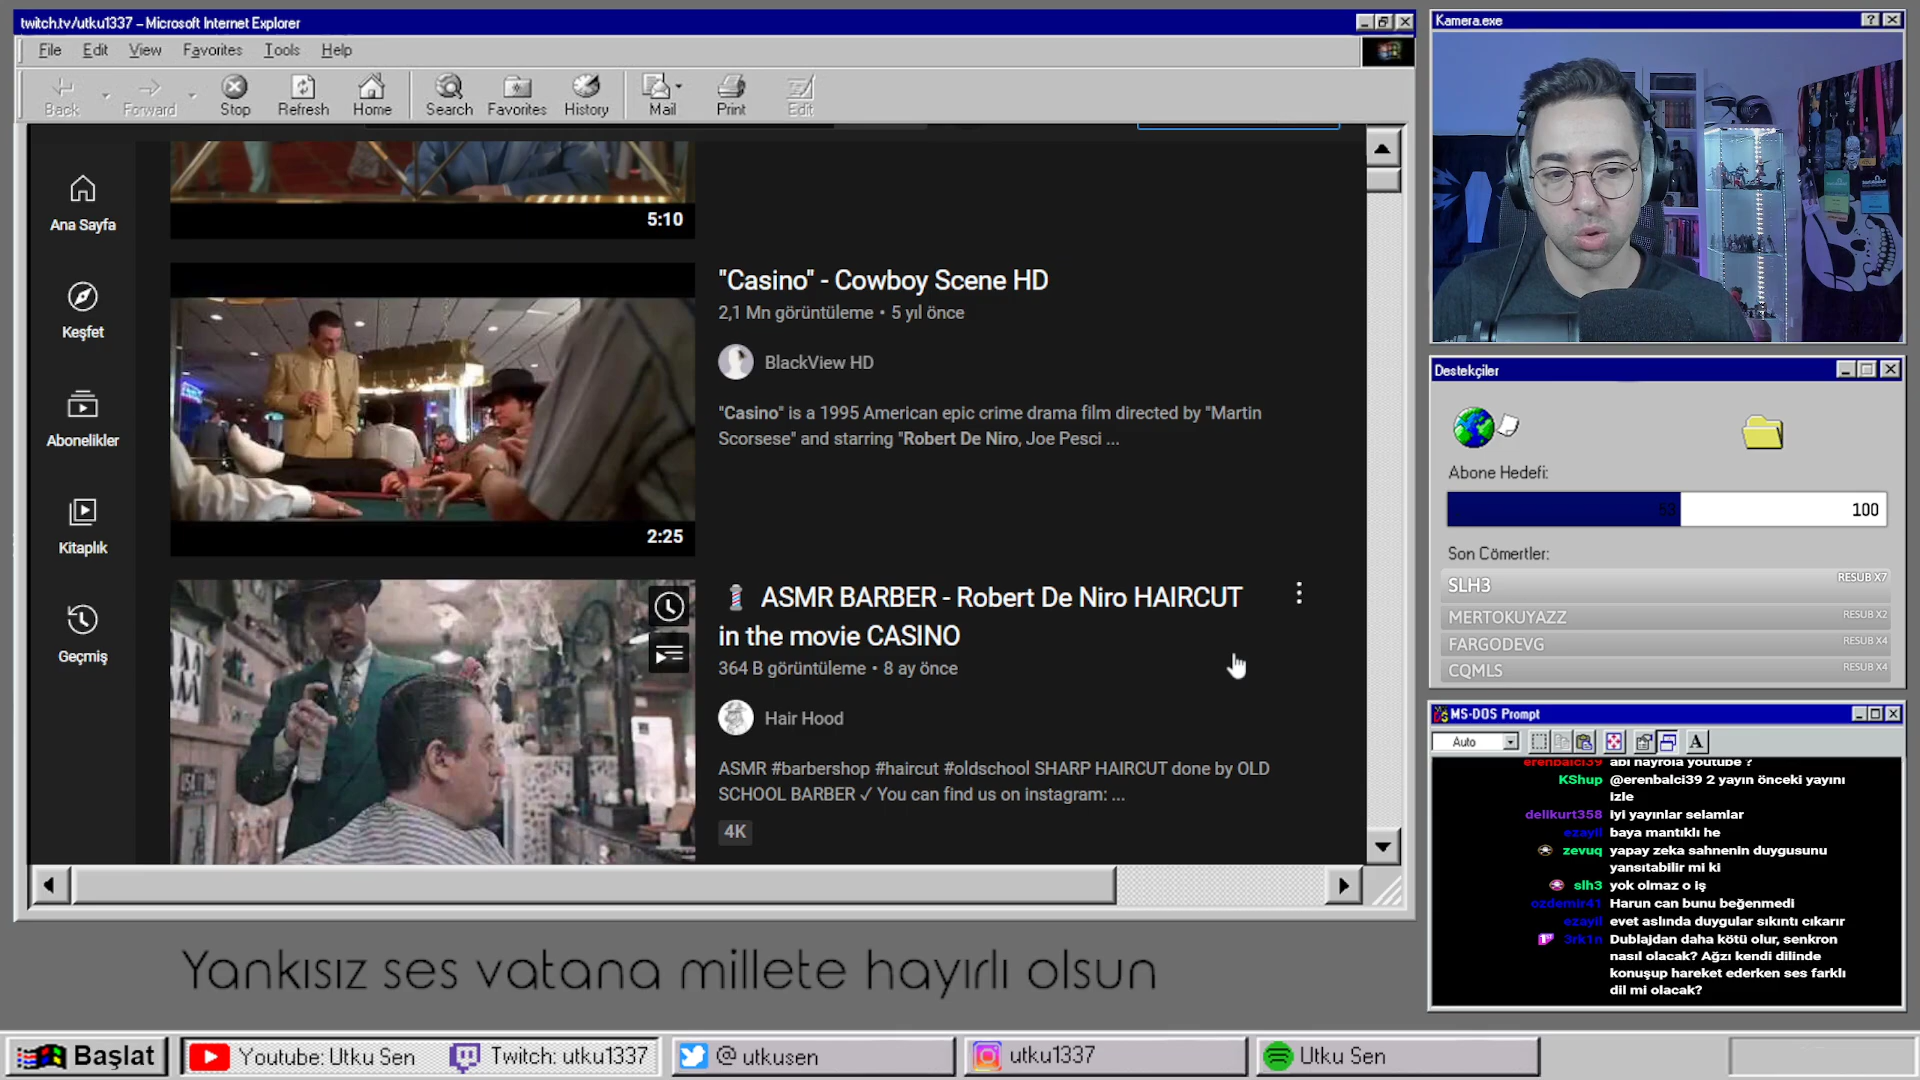 twitch.tv/utku1337 – Microsoft Internet Explorer
File Edit View Favorites Tools Help
Back Forward Stop Refresh Home Search Favorites History Mail Print Edit
Ana Sayfa
Keşfet
Abonelikler
Kitaplık
Geçmiş
5:10
"Casino" - Cowboy Scene HD
2,1 Mn görüntüleme • 5 yıl önce
BlackView HD
"Casino" is a 1995 American epic crime drama film directed by "Martin
Scorsese" and starring "Robert De Niro, Joe Pesci ...
2:25
ASMR BARBER - Robert De Niro HAIRCUT
in the movie CASINO
364 B görüntüleme • 8 ay önce
Hair Hood
ASMR #barbershop #haircut #oldschool SHARP HAIRCUT done by OLD
SCHOOL BARBER ✓ You can find us on instagram: ...
4K
Kamera.exe
Destekçiler
Abone Hedefi:
53
100
Son Cömertler:
SLH3 RESUB X7
MERTOKUYAZZ RESUB X2
FARGODEVG RESUB X4
CQMLS RESUB X4
MS-DOS Prompt
Auto
A
erenbalci39 abi hayrola youtube ?
KShup @erenbalci39 2 yayın önceki yayını
izle
delikurt358 Iyi yayınlar selamlar
ezayil baya mantıklı he
zevuq yapay zeka sahnenin duygusunu
yansıtabilir mi ki
slh3 yok olmaz o iş
ozdemir41 Harun can bunu beğenmedi
ezayil evet aslında duygular sıkıntı çıkarır
3rk1n Dublajdan daha kötü olur, senkron
nasıl olacak? Ağzı kendi dilinde
konuşup hareket ederken ses farklı
dil mi olacak?
Yankısız ses vatana millete hayırlı olsun
Başlat
Youtube: Utku Sen
Twitch: utku1337
@utkusen
utku1337
Utku Sen